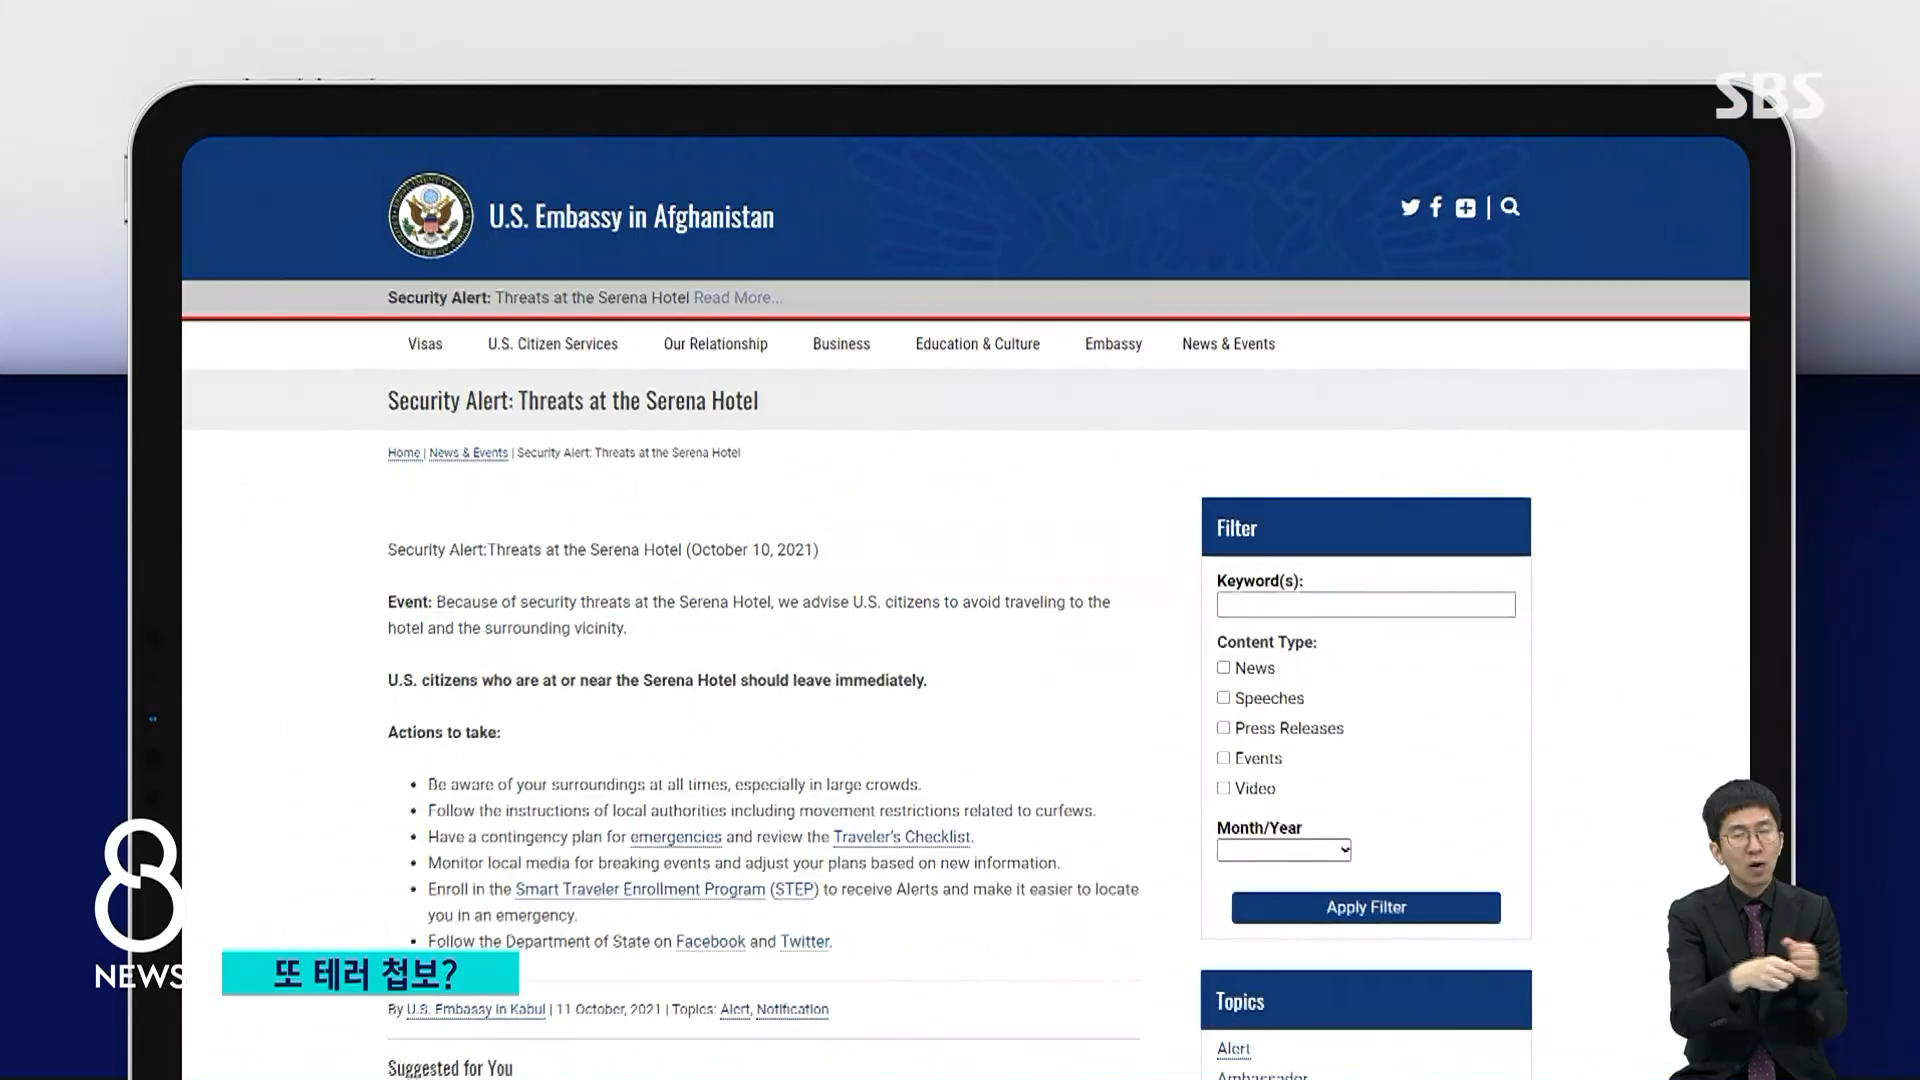 SBS
U.S. Embassy in Afghanistan
Security Alert: Threats at the Serena Hotel Read More...
Visas U.S. Citizen Services Our Relationship Business Education & Culture Embassy News & Events
Security Alert: Threats at the Serena Hotel
Home | News & Events | Security Alert: Threats at the Serena Hotel
Security Alert:Threats at the Serena Hotel (October 10, 2021)
Event: Because of security threats at the Serena Hotel, we advise U.S. citizens to avoid traveling to the
hotel and the surrounding vicinity.
U.S. citizens who are at or near the Serena Hotel should leave immediately.
Actions to take:
• Be aware of your surroundings at all times, especially in large crowds.
• Follow the instructions of local authorities including movement restrictions related to curfews.
• Have a contingency plan for emergencies and review the Traveler's Checklist.
• Monitor local media for breaking events and adjust your plans based on new information.
• Enroll in the Smart Traveler Enrollment Program (STEP) to receive Alerts and make it easier to locate
you in an emergency.
• Follow the Department of State on Facebook and Twitter.
By U.S. Embassy in Kabul | 11 October, 2021 | Topics: Alert, Notification
Suggested for You
Filter
Keyword(s):
Content Type:
News
Speeches
Press Releases
Events
Video
Month/Year
Apply Filter
Topics
Alert
Ambassador
8
NEWS
또 테러 첩보?